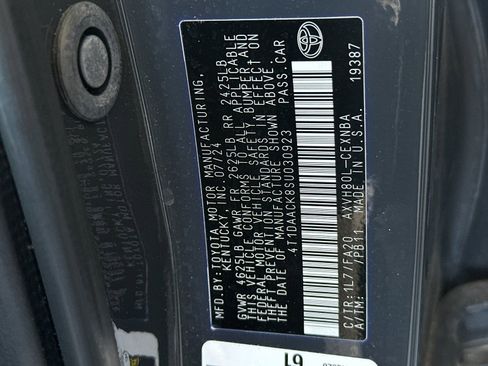 MFD.BY:TOYOTA MOTOR MANUFACTURING,
KENTUCKY, INC. 07/24
GVWR 4625LB GAWR FR 2625LB RR 2425LB
THIS VEHICLE CONFORMS TO ALL APPLICABLE
FEDERAL MOTOR VEHICLE SAFETY, BUMPER AND
THEFT PREVENTION STANDARDS IN EFFECT ON
THE DATE OF MANUFACTURE SHOWN ABOVE.
4T1DAACK8SU030923 PASS.CAR
C/TR:1L7/FA20 AXVH80L-CEXNBA
A/TM: /PB11 MADE IN U.S.A. 19387
L9